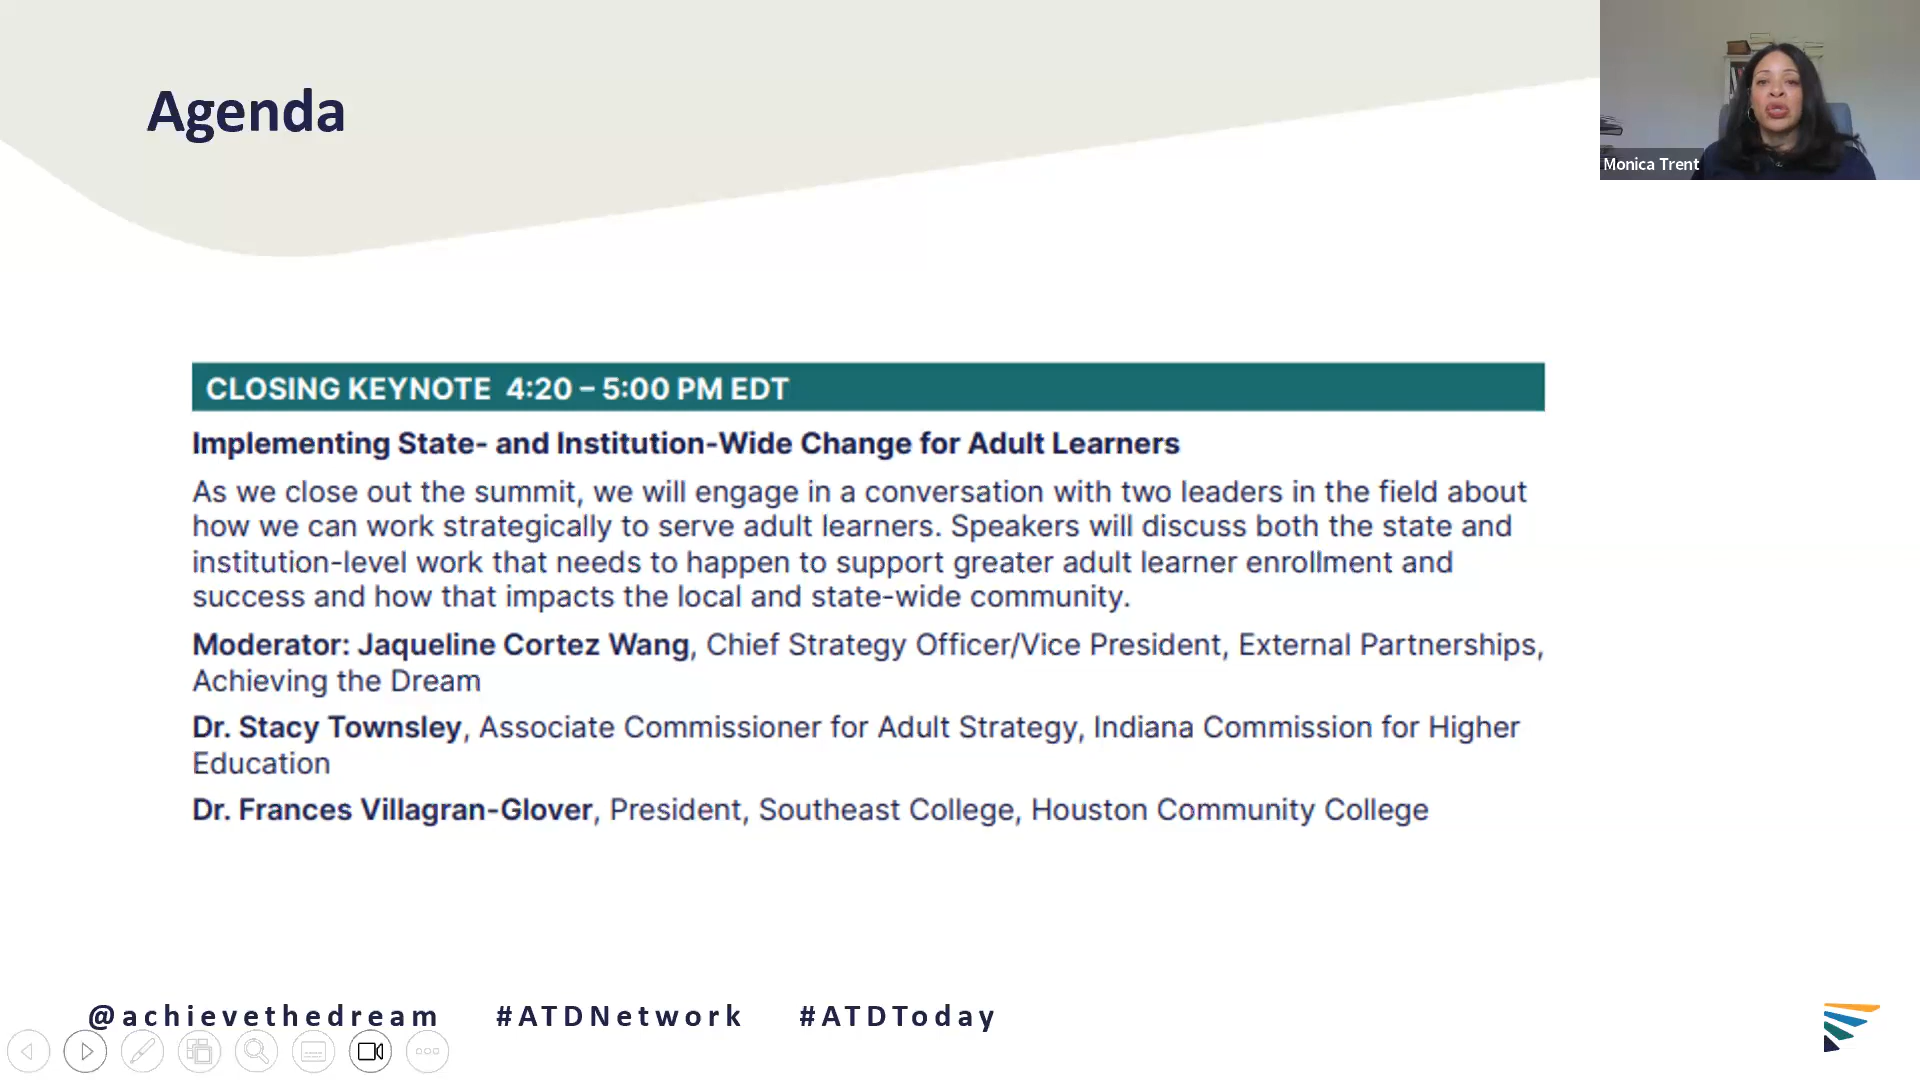 Agenda
Monica Trent
CLOSING KEYNOTE 4:20 – 5:00 PM EDT
Implementing State- and Institution-Wide Change for Adult Learners
As we close out the summit, we will engage in a conversation with two leaders in the field about
how we can work strategically to serve adult learners. Speakers will discuss both the state and
institution-level work that needs to happen to support greater adult learner enrollment and
success and how that impacts the local and state-wide community.
Moderator: Jaqueline Cortez Wang, Chief Strategy Officer/Vice President, External Partnerships,
Achieving the Dream
Dr. Stacy Townsley, Associate Commissioner for Adult Strategy, Indiana Commission for Higher
Education
Dr. Frances Villagran-Glover, President, Southeast College, Houston Community College
@achievethedream #ATDNetwork #ATDToday